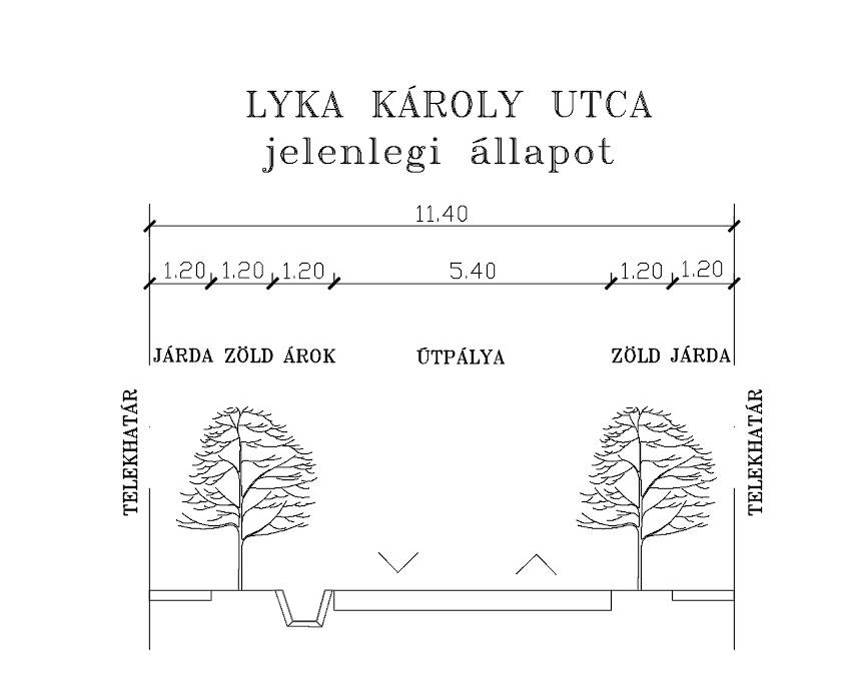 LYKA KÁROLY UTCA
jelenlegi állapot
11.40
1.20 1.20 1.20 5.40 1.20 1.20
JÁRDA ZÖLD ÁROK ÚTPÁLYA ZÖLD JÁRDA
TELEKHATÁR
TELEKHATÁR